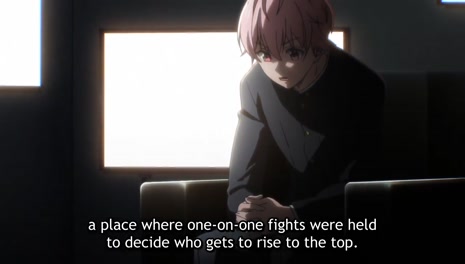 a place where one-on-one fights were held
to decide who gets to rise to the top.